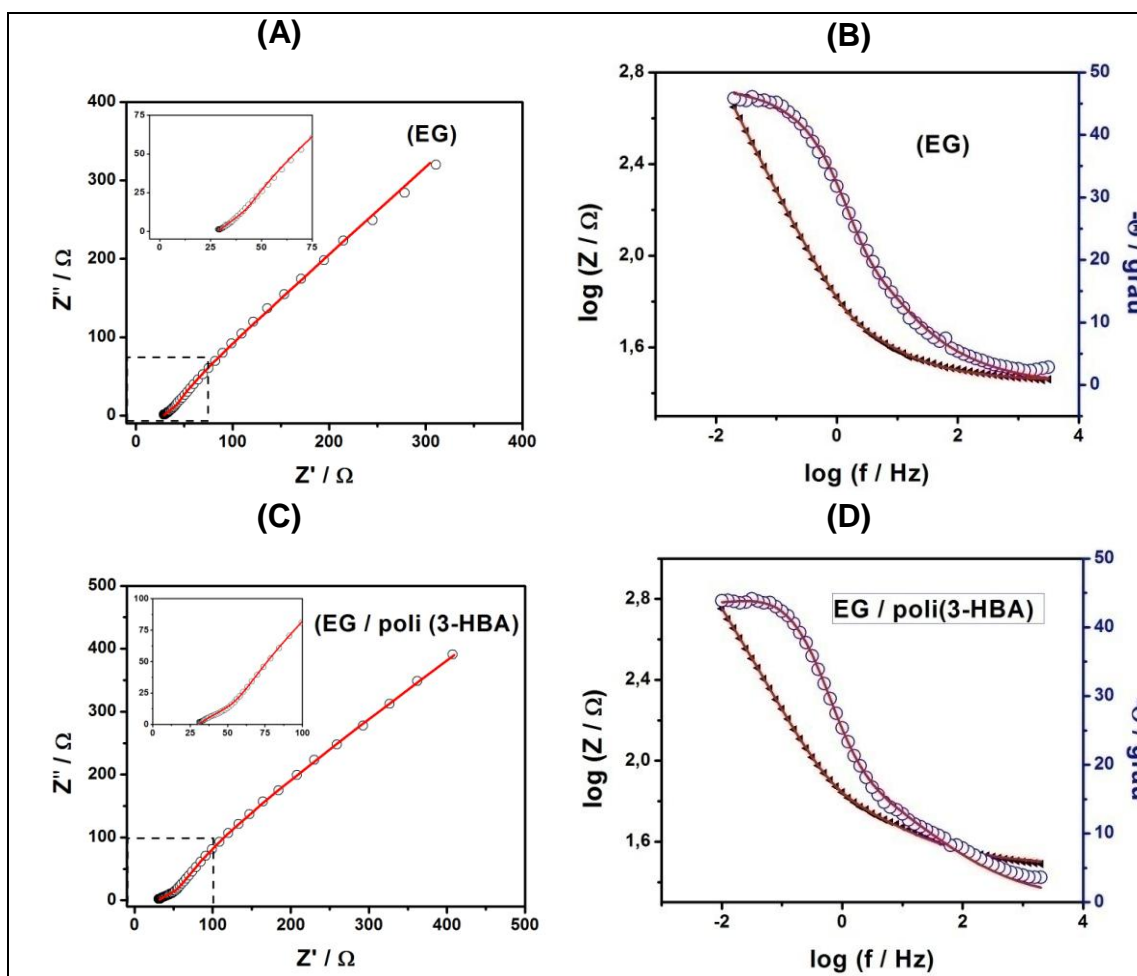 (A)
400
300
200
100
0
Z'' / Ω
0 100 200 300 400
Z' / Ω
(EG)
75
50
25
0
0 25 50 75
(B)
2,8
2,4
2,0
1,6
log (Z / Ω)
-2 0 2 4
log (f / Hz)
(EG)
50
40
30
20
10
0
/ grau
(C)
500
400
300
200
100
0
Z'' / Ω
0 100 200 300 400 500
Z' / Ω
(EG / poli (3-HBA)
100
75
50
25
0
0 25 50 75 100
(D)
2,8
2,4
2,0
1,6
log (Z / Ω)
-2 0 2 4
log (f / Hz)
EG / poli(3-HBA)
50
40
30
20
10
0
/ grau